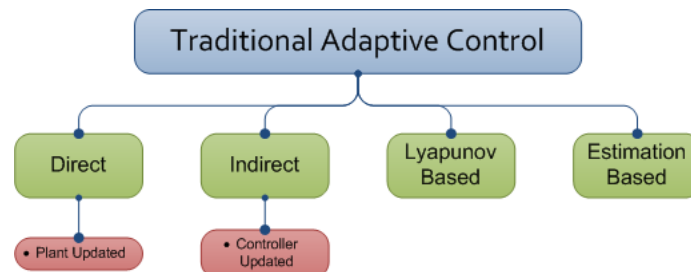 Traditional Adaptive Control
Direct
Indirect
Lyapunov
Based
Estimation
Based
• Plant Updated
• Controller
Updated